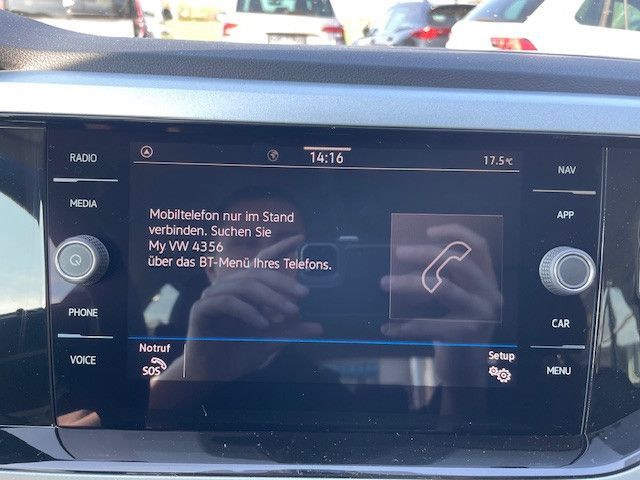 14:16
17.5°C
RADIO
MEDIA
PHONE
VOICE
Mobiltelefon nur im Stand
verbinden. Suchen Sie
My VW 4356
über das BT-Menü Ihres Telefons.
Notruf
SOS
Setup
NAV
APP
CAR
MENU